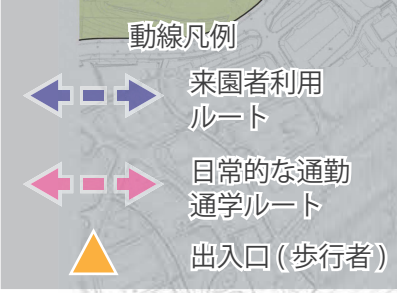 動線凡例
来園者利用
ルート
日常的な通勤
通学ルート
出入口(歩行者)